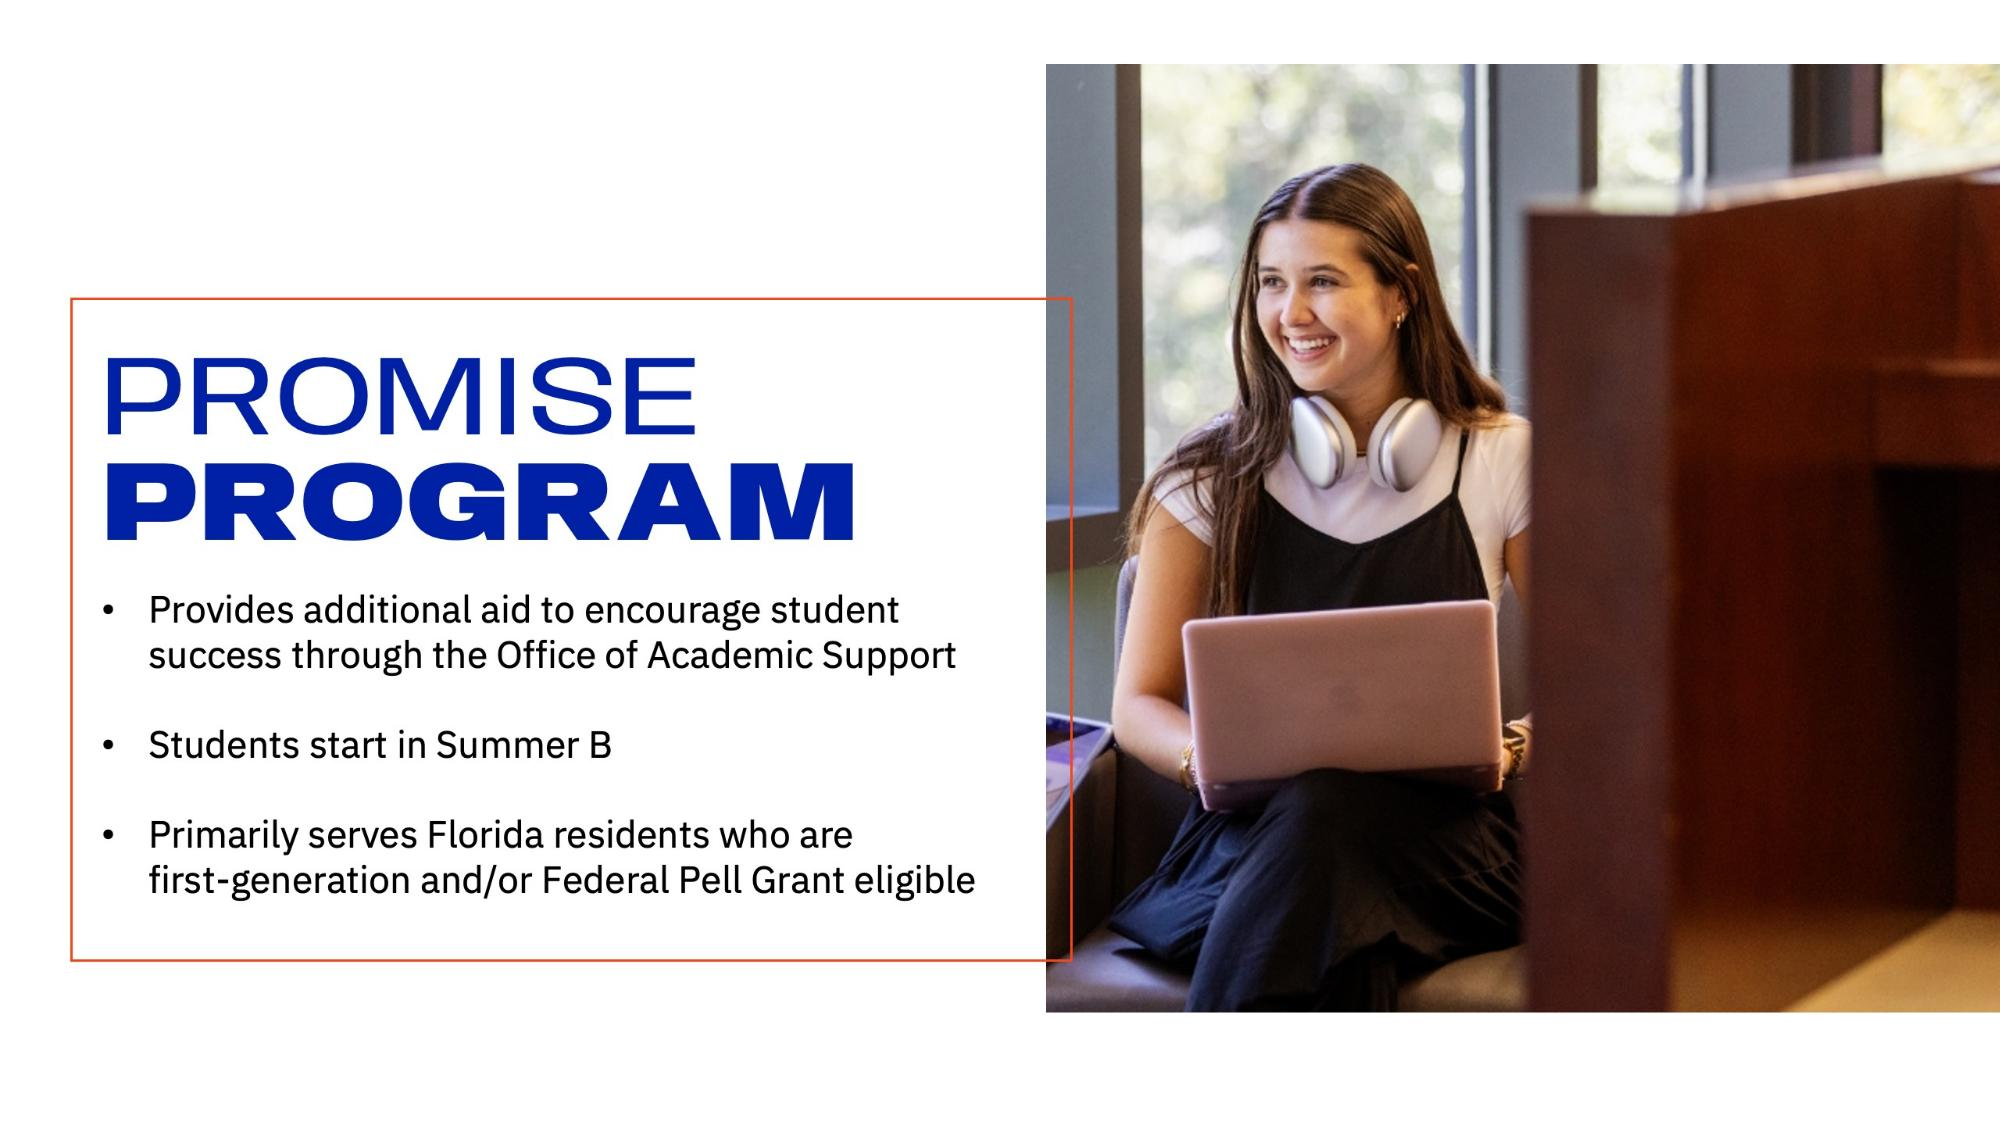 PROMISE
PROGRAM
• Provides additional aid to encourage student
success through the Office of Academic Support
• Students start in Summer B
• Primarily serves Florida residents who are
first-generation and/or Federal Pell Grant eligible